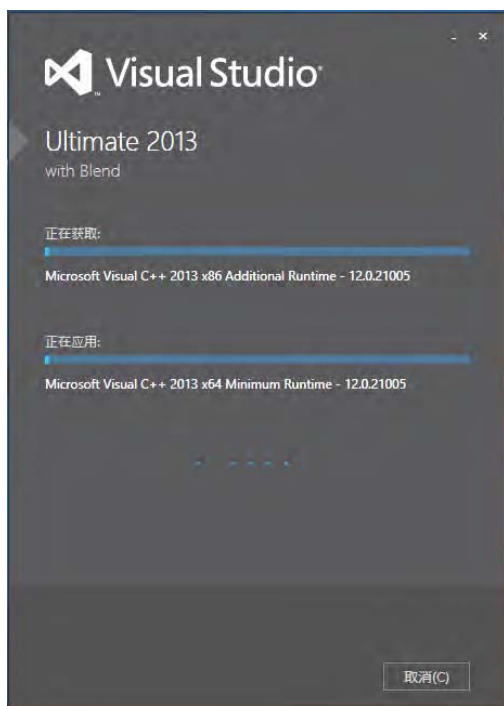 Visual Studio
Ultimate 2013
with Blend
正在获取:
Microsoft Visual C++ 2013 x86 Additional Runtime - 12.0.21005
正在应用:
Microsoft Visual C++ 2013 x64 Minimum Runtime - 12.0.21005
取消(C)